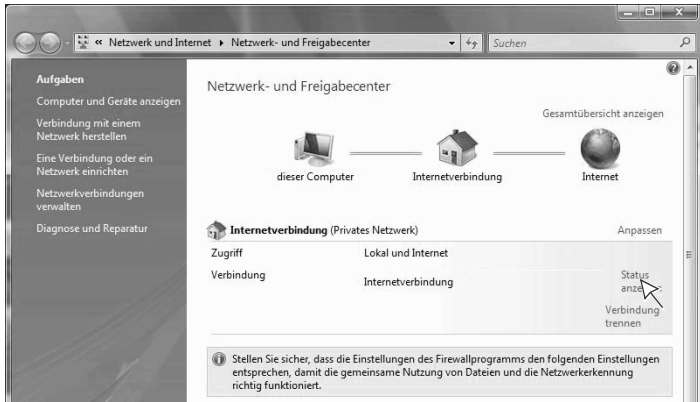 « Netzwerk und Internet ▸ Netzwerk- und Freigabecenter
Suchen
Aufgaben
Computer und Geräte anzeigen
Verbindung mit einem
Netzwerk herstellen
Eine Verbindung oder ein
Netzwerk einrichten
Netzwerkverbindungen
verwalten
Diagnose und Reparatur
Netzwerk- und Freigabecenter
Gesamtübersicht anzeigen
dieser Computer
Internetverbindung
Internet
Internetverbindung (Privates Netzwerk)
Anpassen
Zugriff
Lokal und Internet
Verbindung
Internetverbindung
Status
Verbindung
trennen
Stellen Sie sicher, dass die Einstellungen des Firewallprogramms den folgenden Einstellungen
entsprechen, damit die gemeinsame Nutzung von Dateien und die Netzwerkerkennung
richtig funktioniert.